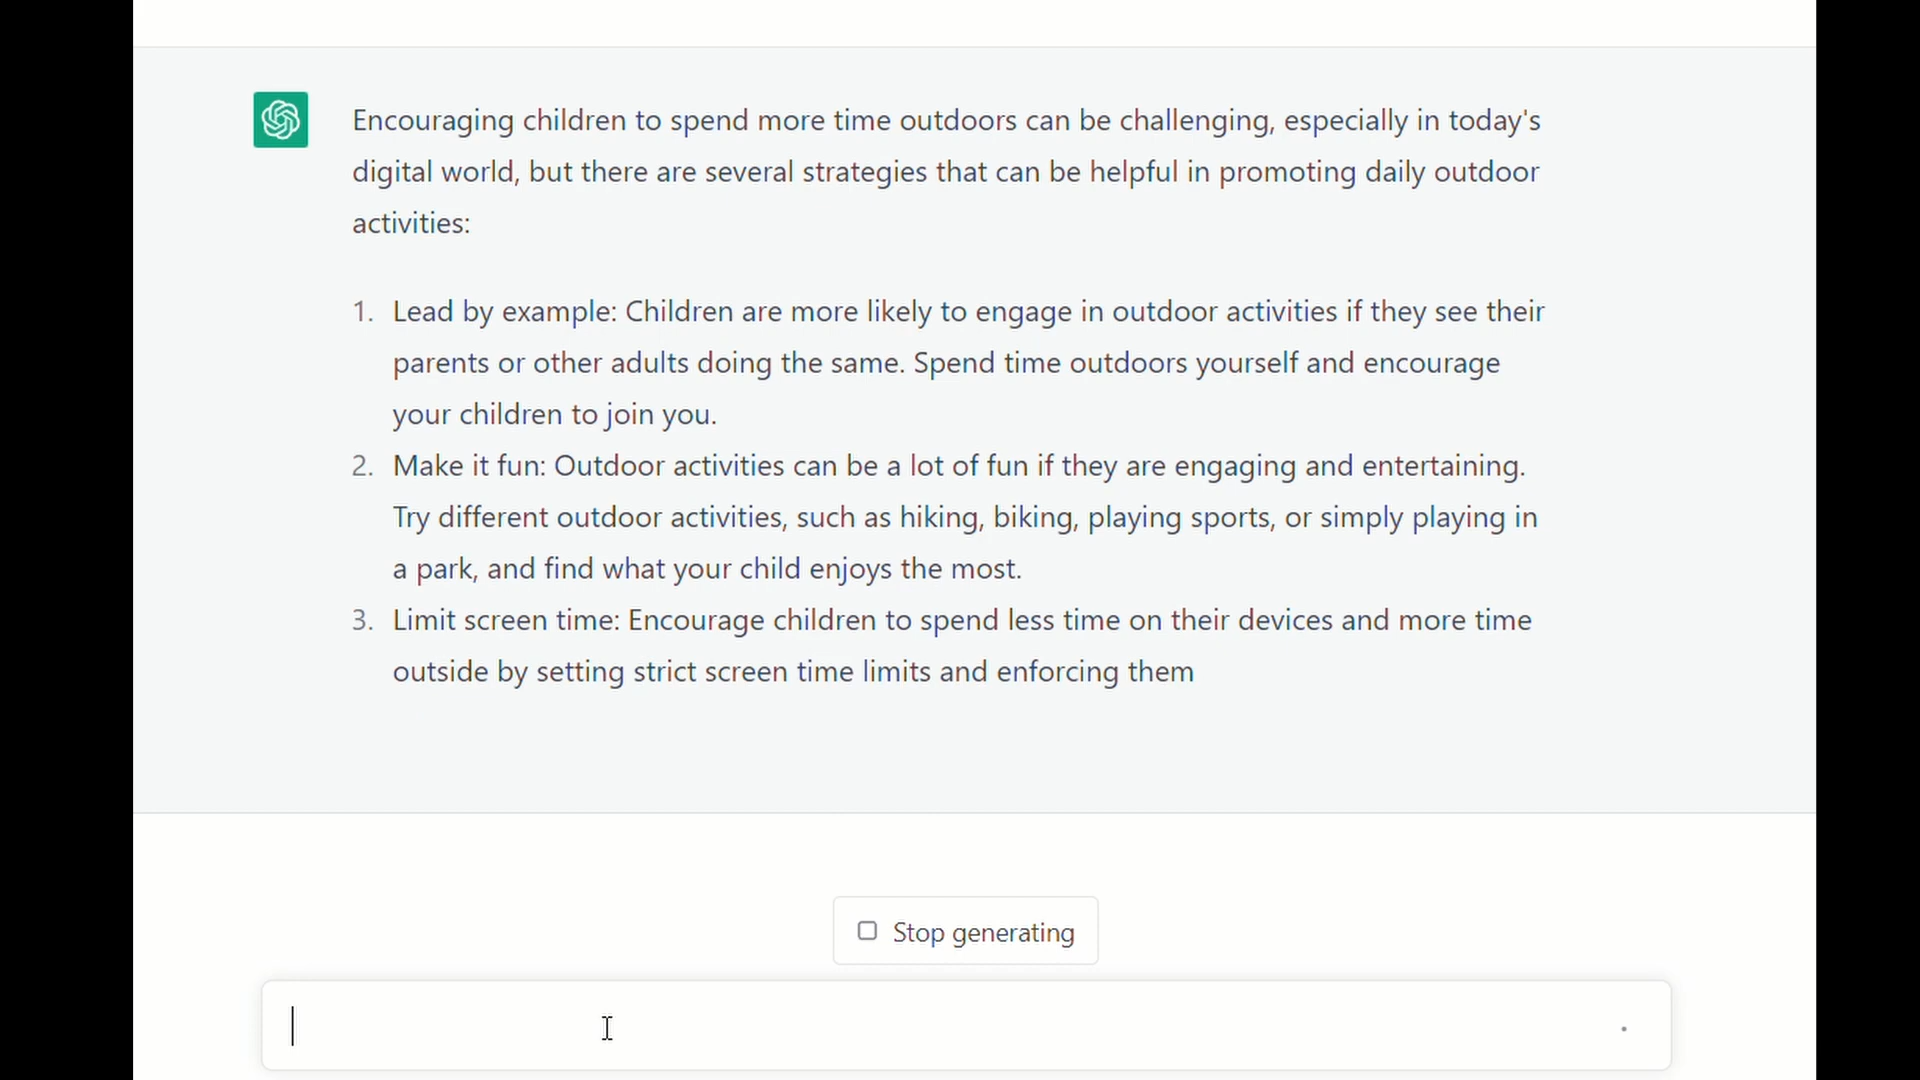 Encouraging children to spend more time outdoors can be challenging, especially in today's
digital world, but there are several strategies that can be helpful in promoting daily outdoor
activities:
1. Lead by example: Children are more likely to engage in outdoor activities if they see their
parents or other adults doing the same. Spend time outdoors yourself and encourage
your children to join you.
2. Make it fun: Outdoor activities can be a lot of fun if they are engaging and entertaining.
Try different outdoor activities, such as hiking, biking, playing sports, or simply playing in
a park, and find what your child enjoys the most.
3. Limit screen time: Encourage children to spend less time on their devices and more time
outside by setting strict screen time limits and enforcing them
Stop generating